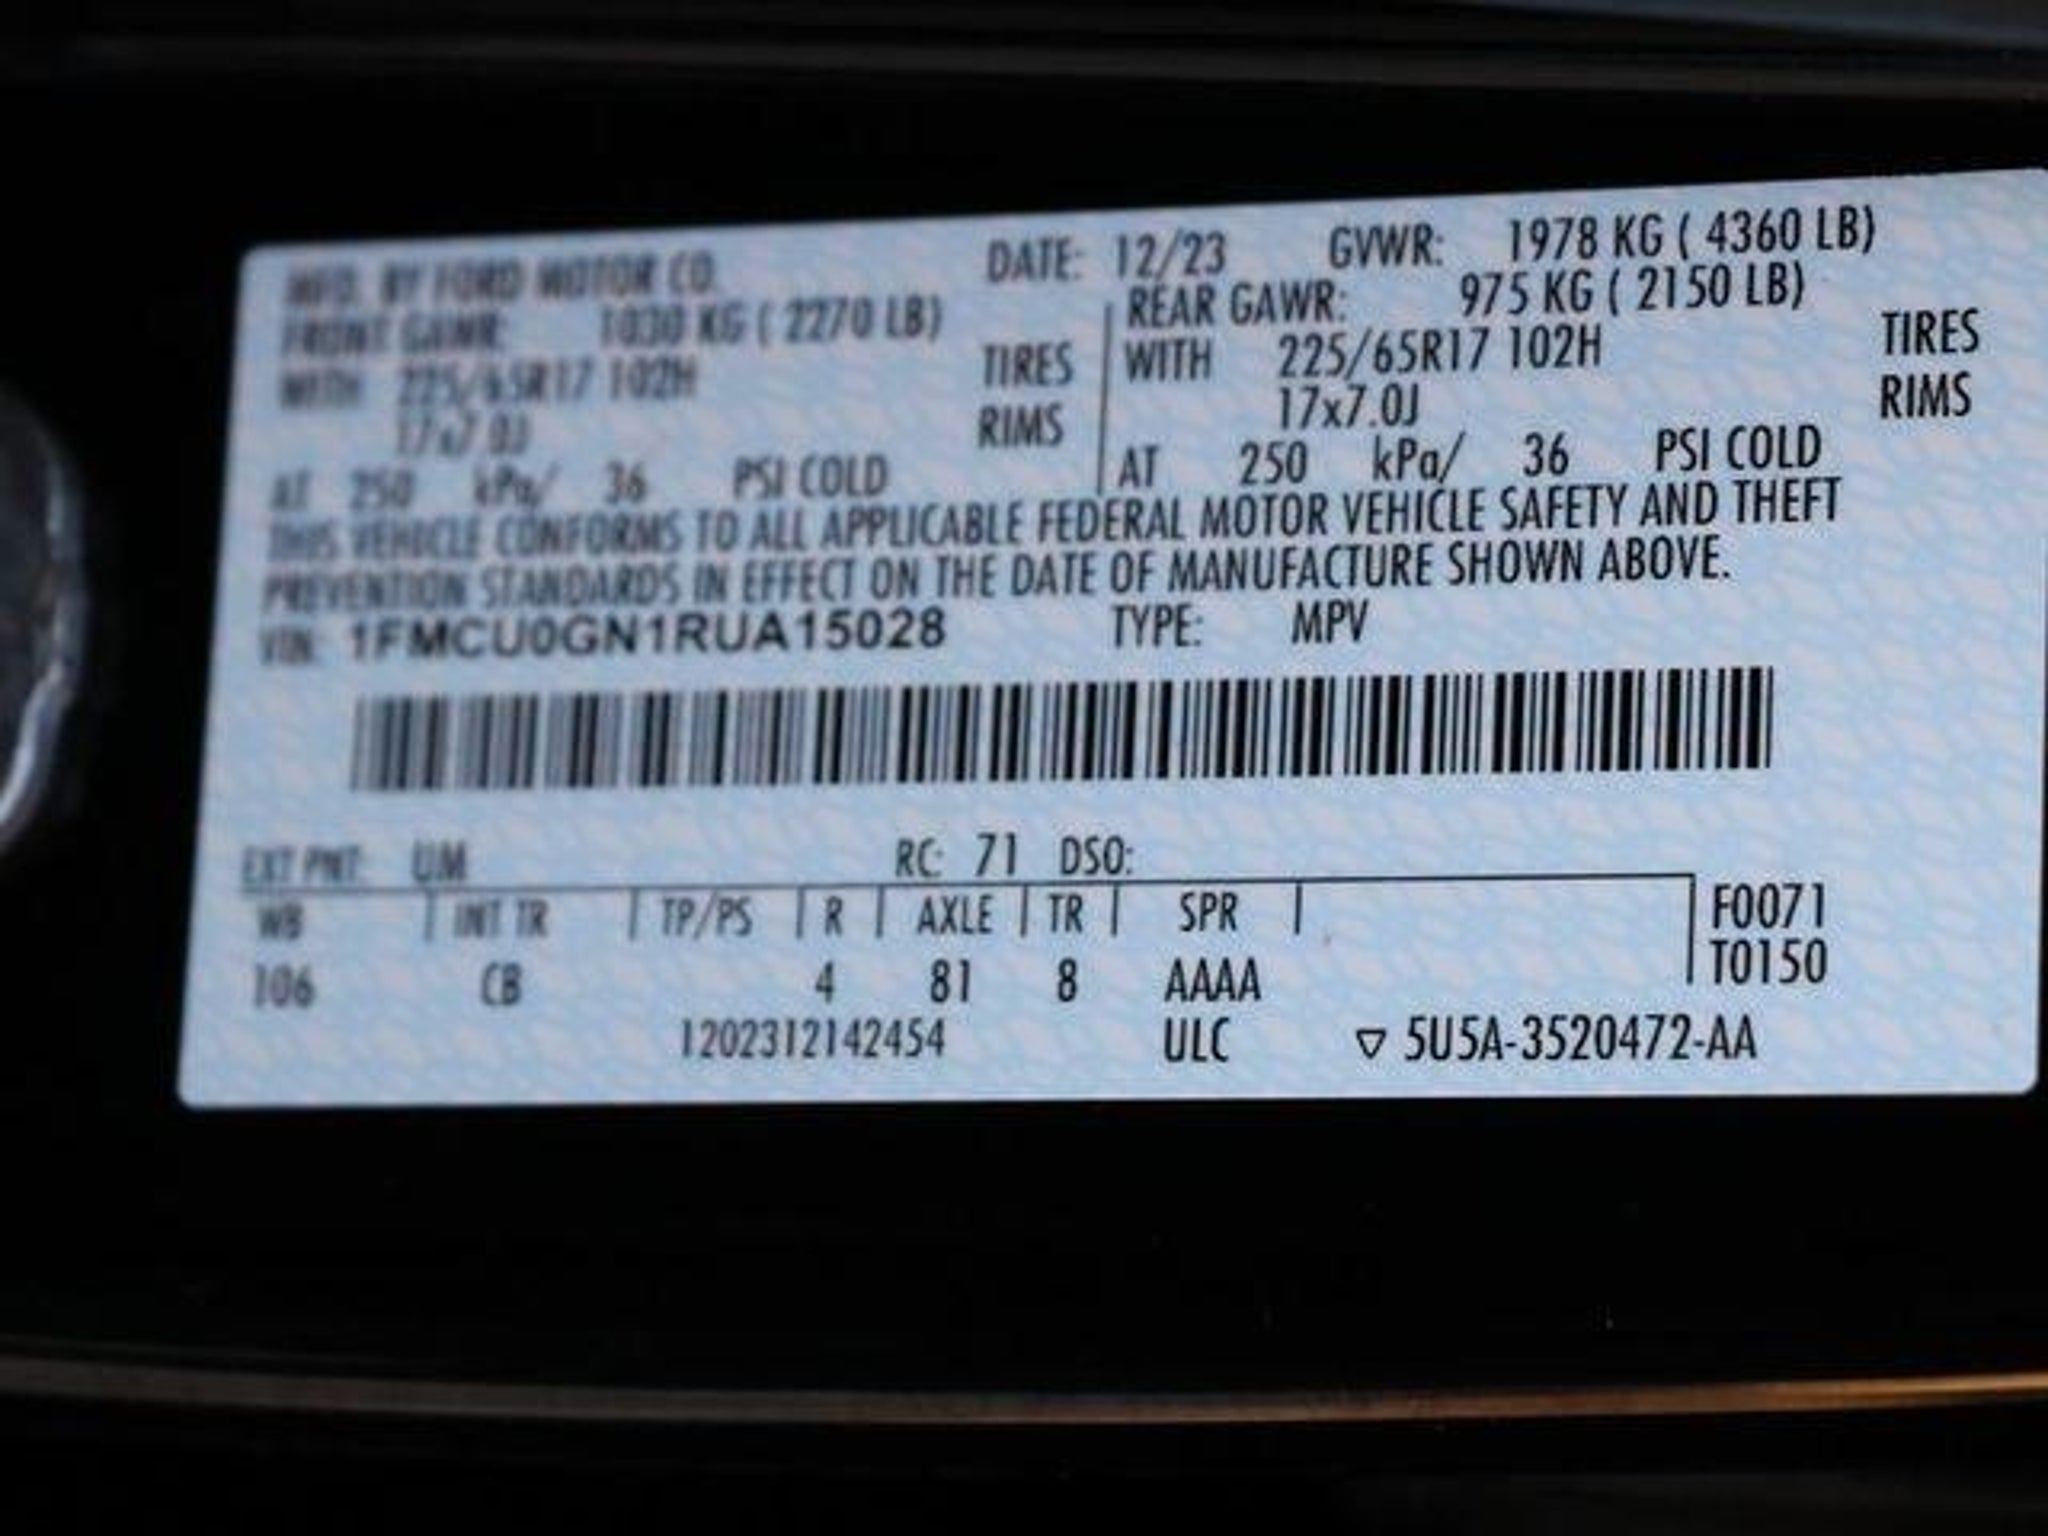 MFD. BY FORD MOTOR CO. DATE: 12/23 GVWR: 1978 KG ( 4360 LB)
FRONT GAWR: 1030 KG ( 2270 LB) REAR GAWR: 975 KG ( 2150 LB)
WITH 225/65R17 102H TIRES WITH 225/65R17 102H TIRES
17x7.0J RIMS 17x7.0J RIMS
AT 250 kPa/ 36 PSI COLD AT 250 kPa/ 36 PSI COLD
THIS VEHICLE CONFORMS TO ALL APPLICABLE FEDERAL MOTOR VEHICLE SAFETY AND THEFT
PREVENTION STANDARDS IN EFFECT ON THE DATE OF MANUFACTURE SHOWN ABOVE.
VIN: 1FMCU0GN1RUA15028 TYPE: MPV
EXT PNT: UM RC: 71 DSO:
WB INT TR TP/PS R AXLE TR SPR F0071
T0150
106 CB 4 81 8 AAAA
1202312142454 ULC ▽ 5U5A-3520472-AA